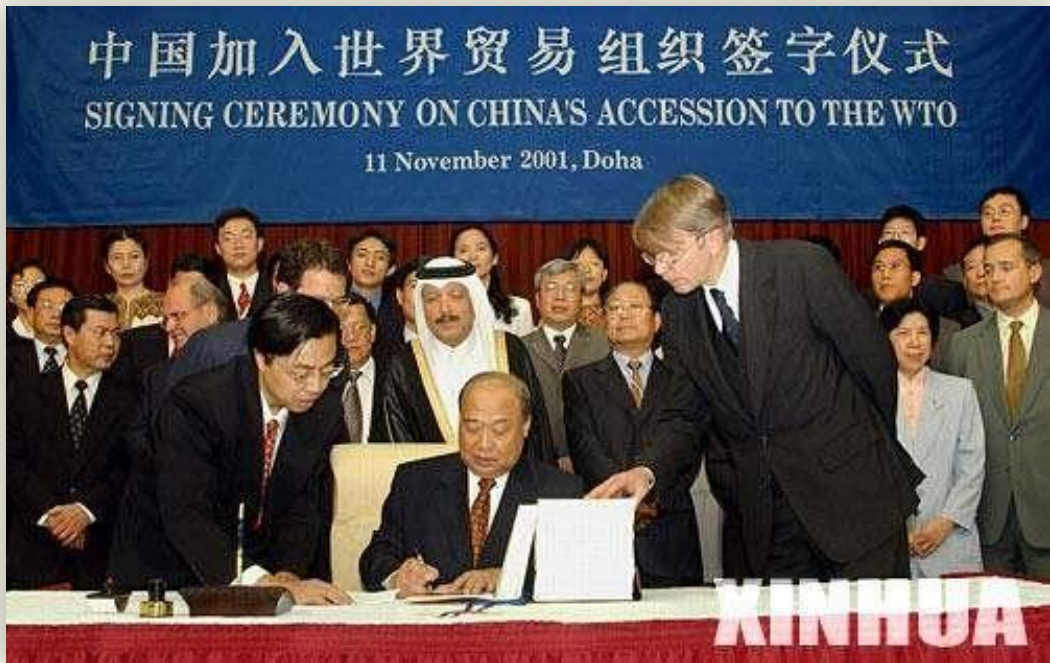 中国加入世界贸易组织签字仪式
SIGNING CEREMONY ON CHINA'S ACCESSION TO THE WTO
11 November 2001, Doha
XINHUA